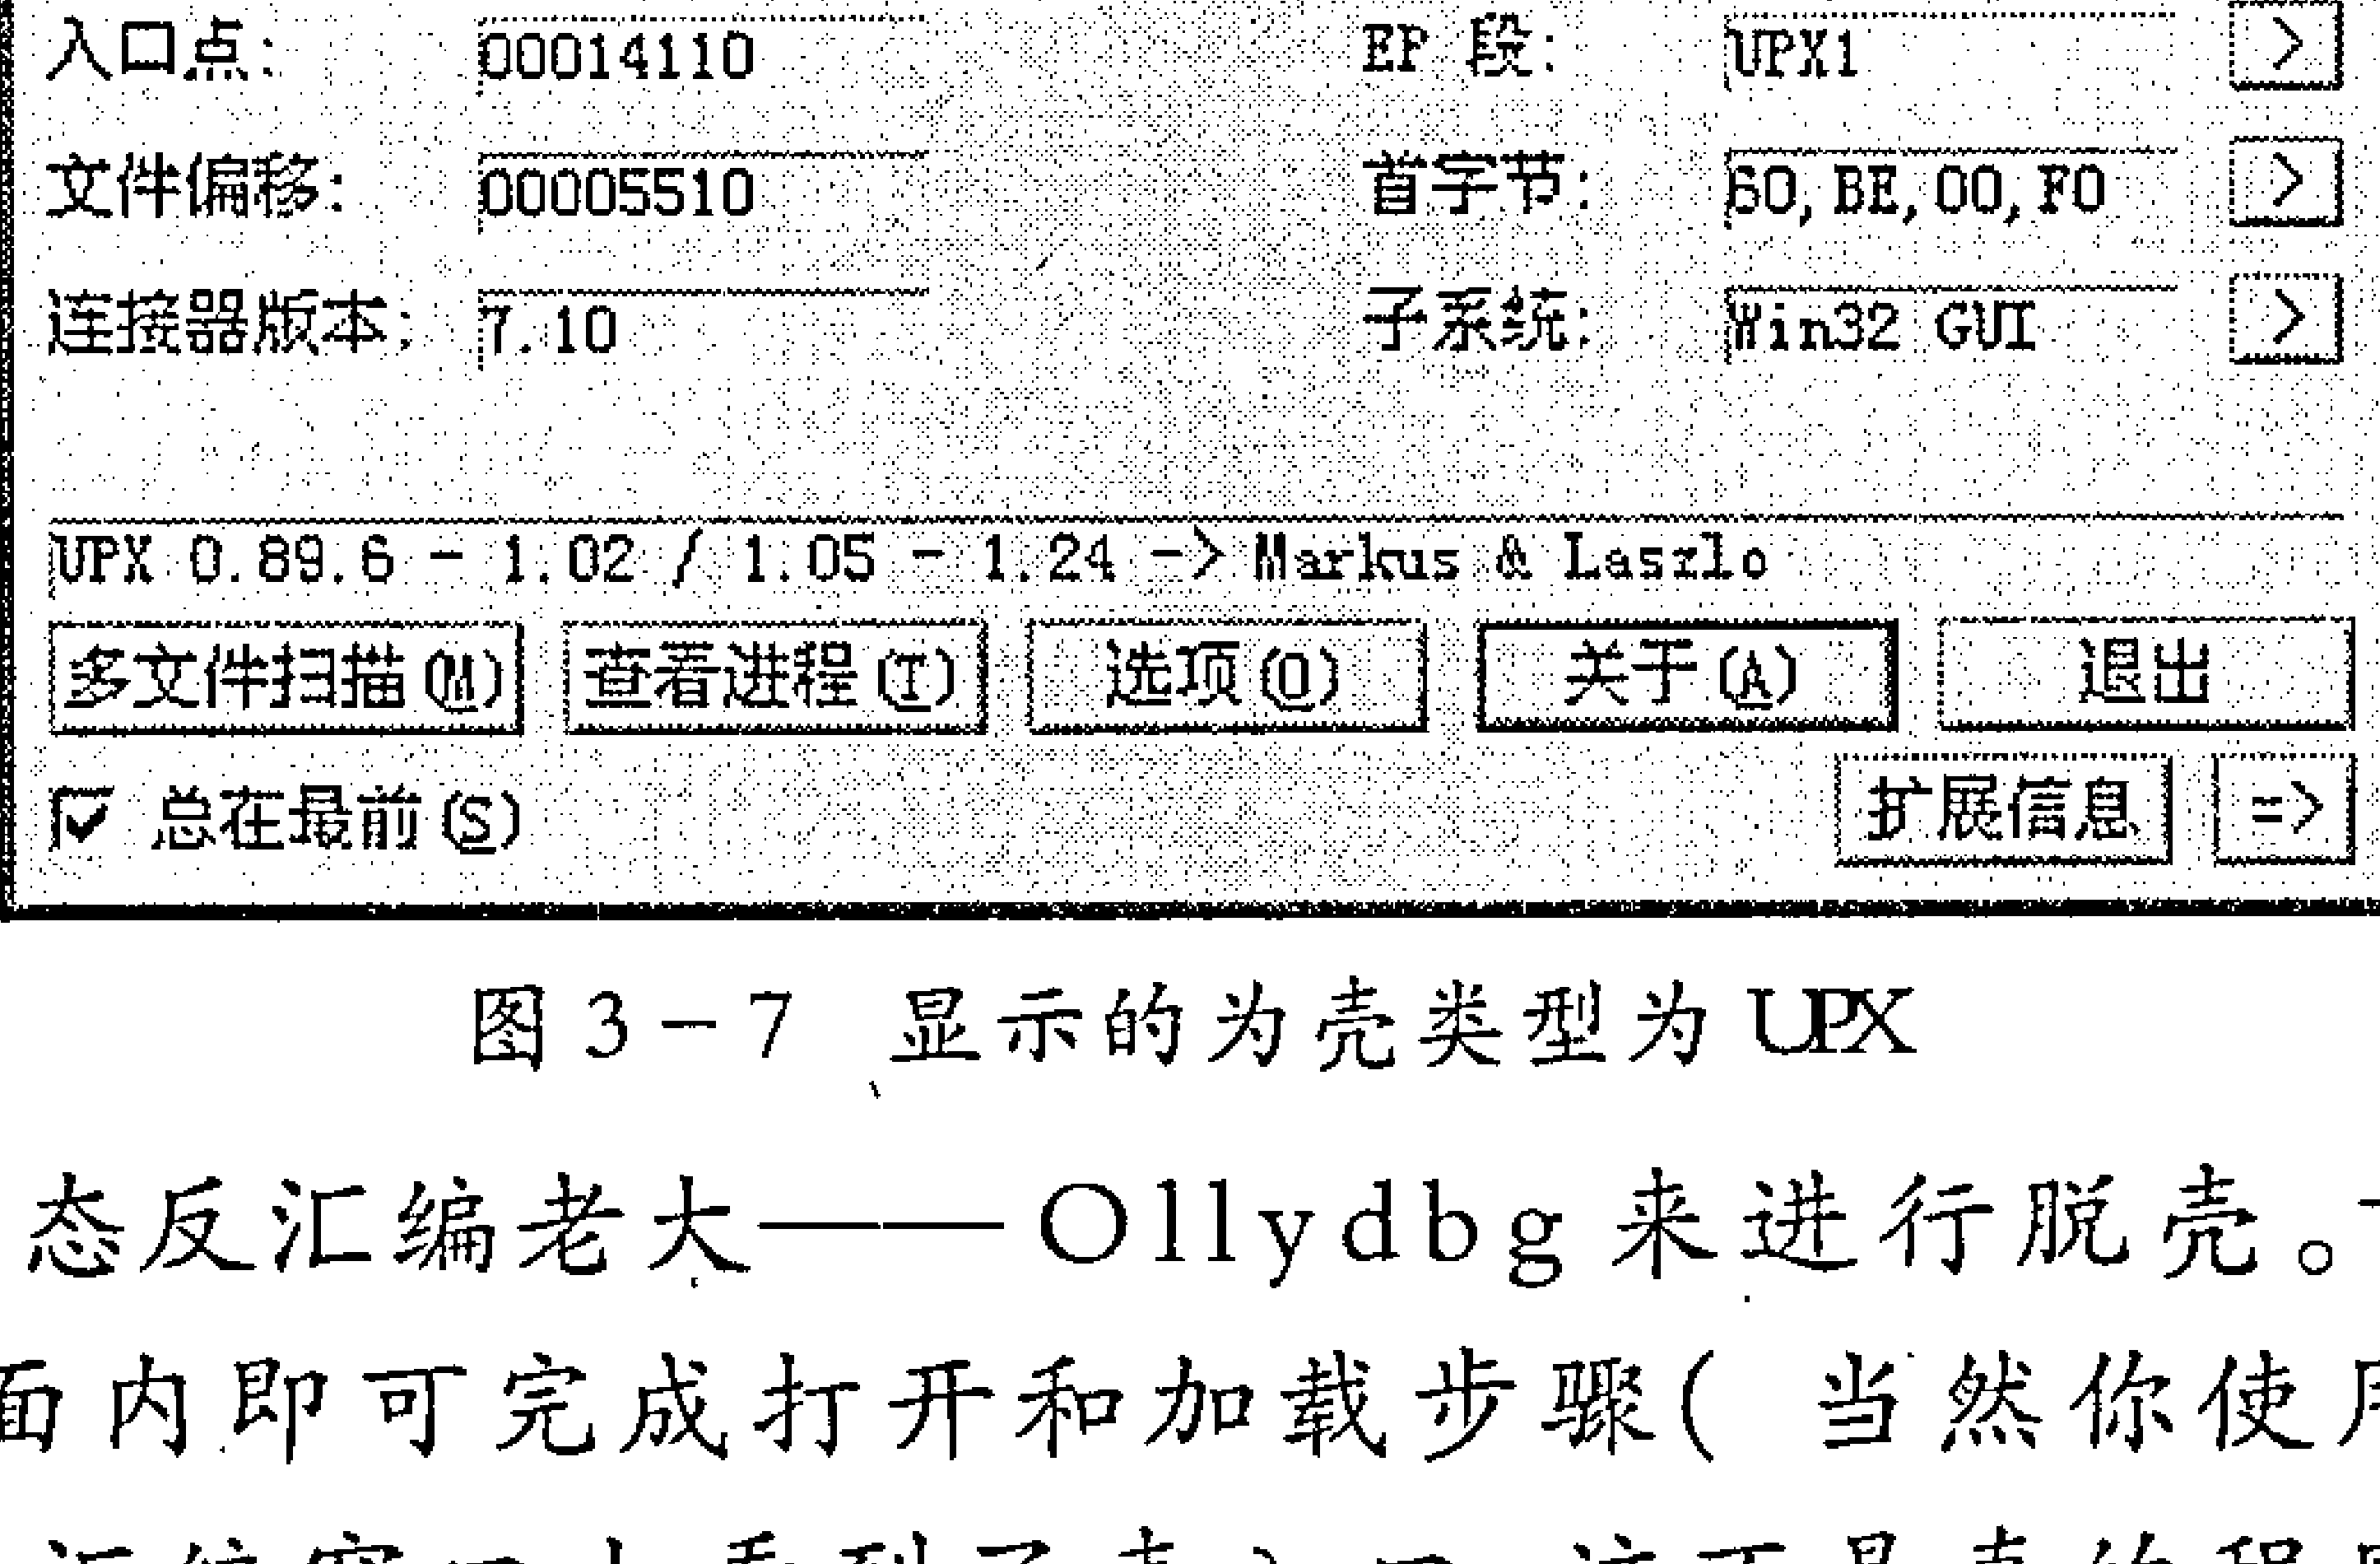 入口点: 00014110 EP 段: UPX1 >
文件偏移: 00005510 首字节: 60,BE,00,F0 >
连接器版本: 7.10 子系统: Win32 GUI >
UPX 0.89.6 - 1.02 / 1.05 - 1.24 -> Markus & Laszlo
多文件扫描(M) 查看进程(T) 选项(O) 关于(A) 退出
总在最前(S) 扩展信息 =>
图 3-7 显示的为壳类型为 UPX
态反汇编老大——Ollydbg 来进行脱壳。
面内即可完成打开和加载步骤( 当然你使用